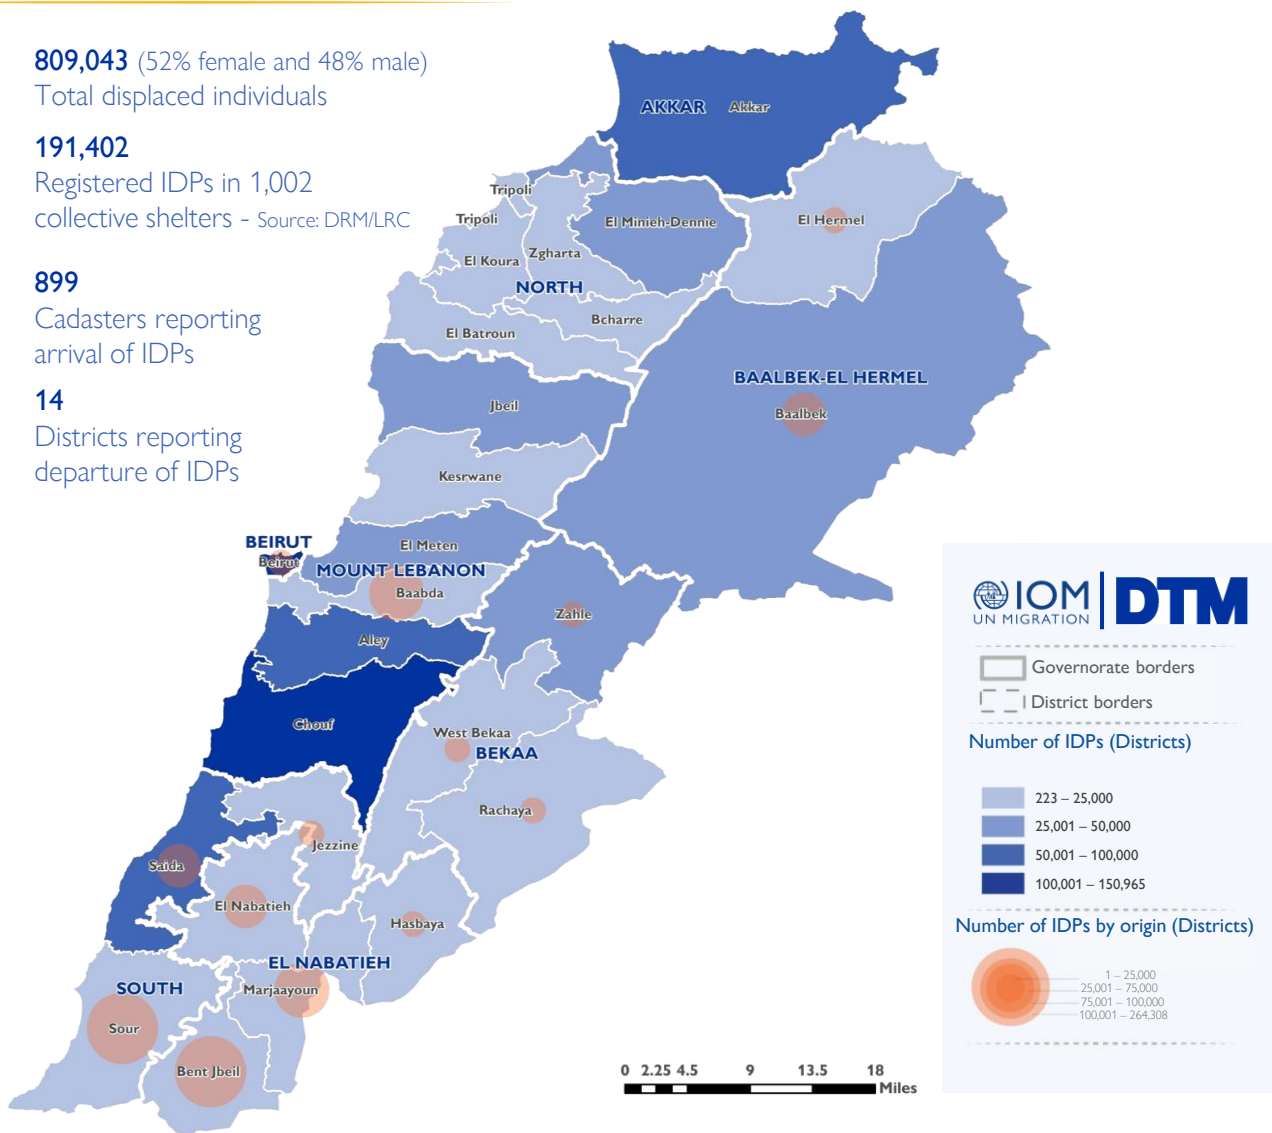 809,043 (52% female and 48% male)
Total displaced individuals
191,402
Registered IDPs in 1,002
collective shelters - Source: DRM/LRC
899
Cadasters reporting
arrival of IDPs
14
Districts reporting
departure of IDPs
AKKAR
Akkar
Tripoli
Tripoli
El Minieh-Dennie
El Hermel
Zgharta
El Koura
NORTH
Bcharre
El Batroun
BAALBEK-EL HERMEL
Baalbek
Jbeil
Kesrwane
BEIRUT
Beirut
El Meten
MOUNT LEBANON
Baabda
Zahle
Aley
Chouf
West Bekaa
BEKAA
Rachaya
Jezzine
Saida
El Nabatieh
Hasbaya
EL NABATIEH
Marjaayoun
SOUTH
Sour
Bent Jbeil
0 2.25 4.5 9 13.5 18
Miles
IOM
UN MIGRATION
DTM
Governorate borders
District borders
Number of IDPs (Districts)
223 – 25,000
25,001 – 50,000
50,001 – 100,000
100,001 – 150,965
Number of IDPs by origin (Districts)
1 – 25,000
25,001 – 75,000
75,001 – 100,000
100,001 – 264,308